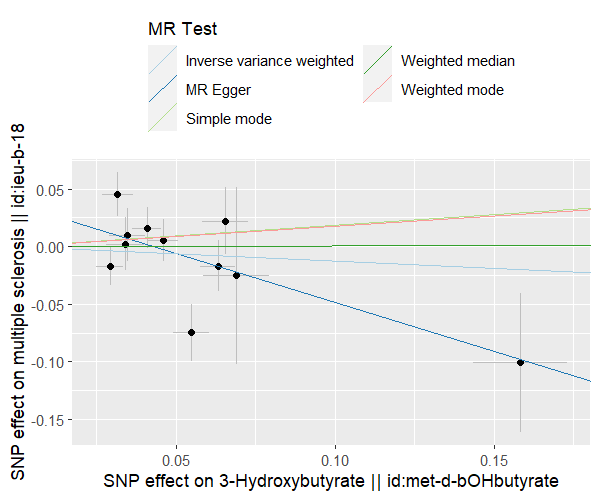 MR Test
Inverse variance weighted
Weighted median
MR Egger
Weighted mode
Simple mode
SNP effect on multiple sclerosis || id:ieu-b-18
0.05
0.00
-0.05
-0.10
-0.15
0.05
0.10
0.15
SNP effect on 3-Hydroxybutyrate || id:met-d-bOHbutyrate